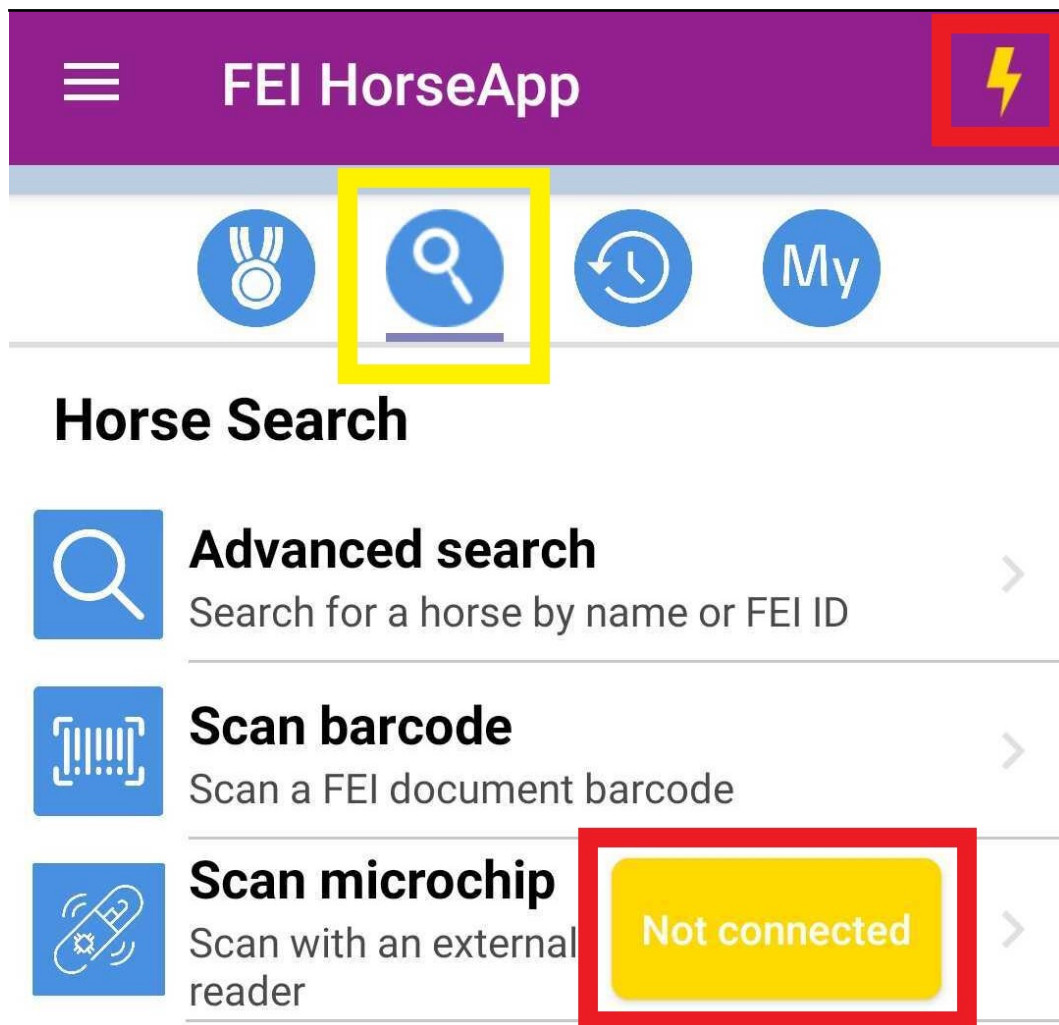 FEI HorseApp
My
Horse Search
Advanced search
Search for a horse by name or FEI ID
Scan barcode
Scan a FEI document barcode
Scan microchip
Scan with an external
reader
Not connected